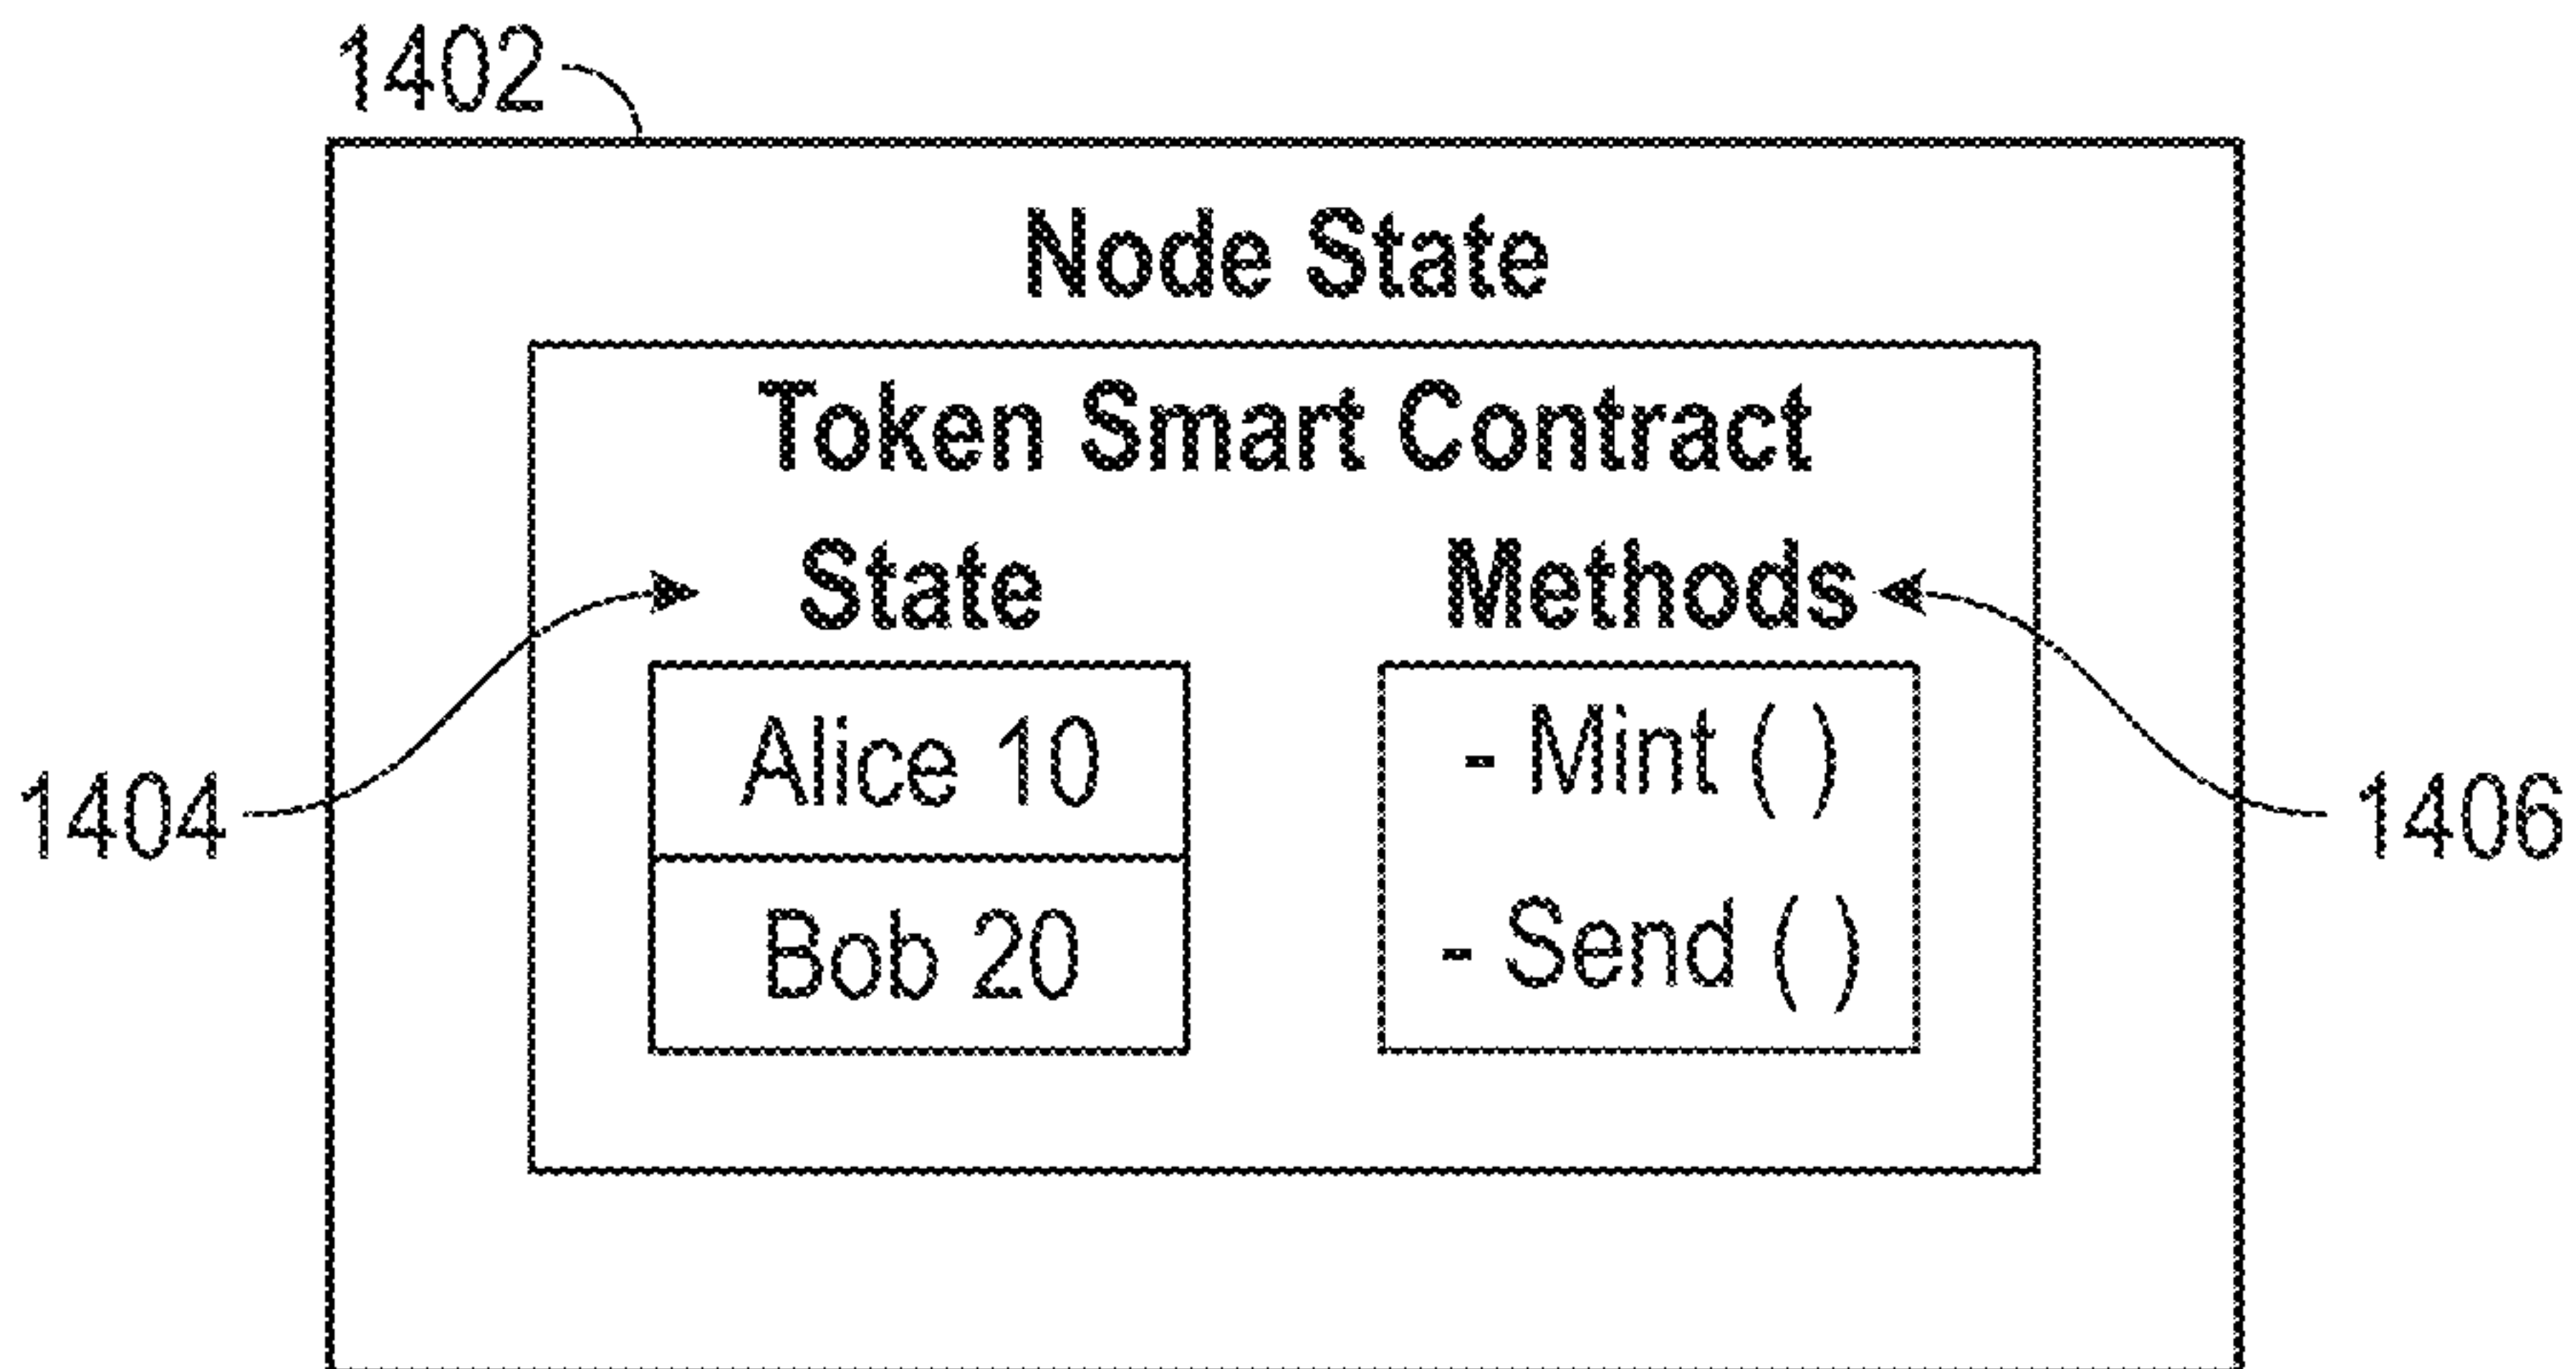 1402
Node State
Token Smart Contract
State
Methods
Alice 10
- Mint ( )
1404
1406
Bob 20
- Send ( )